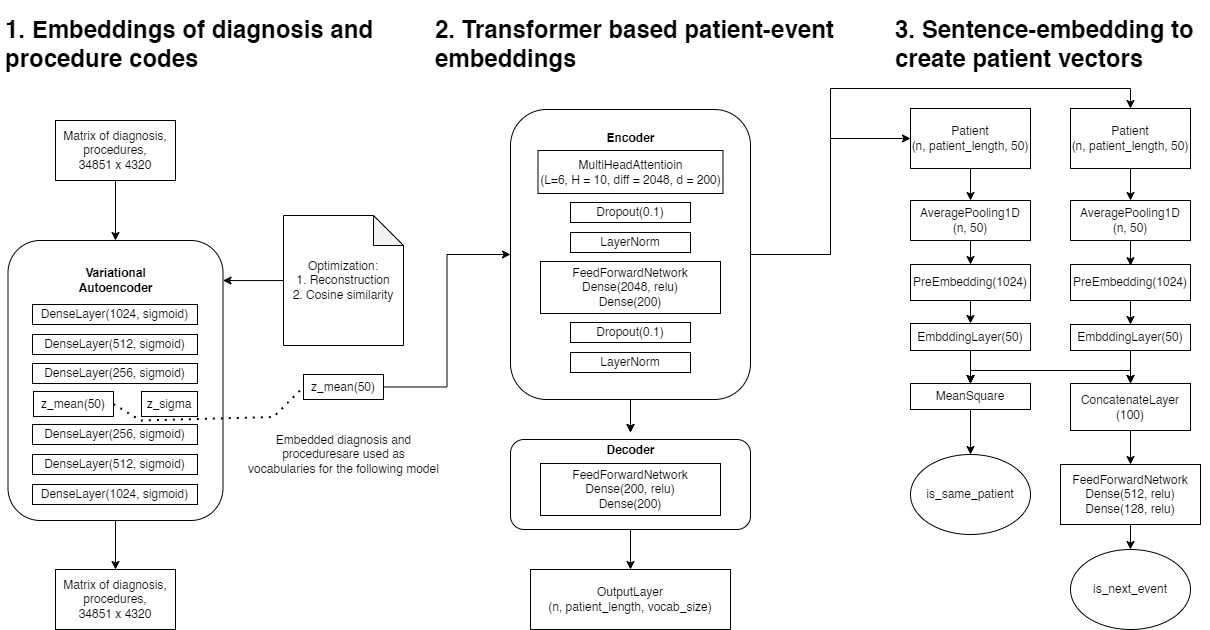 1. Embeddings of diagnosis and
procedure codes
Matrix of diagnosis,
procedures,
34851 x 4320
Variational
Autoencoder
DenseLayer(1024, sigmoid)
DenseLayer(512, sigmoid)
DenseLayer(256, sigmoid)
z_mean(50)
z_sigma
DenseLayer(256, sigmoid)
DenseLayer(512, sigmoid)
DenseLayer(1024, sigmoid)
Matrix of diagnosis,
procedures,
34851 x 4320
Optimization:
1. Reconstruction
2. Cosine similarity
z_mean(50)
Embedded diagnosis and
proceduresare used as
vocabularies for the following model
2. Transformer based patient-event
embeddings
Encoder
MultiHeadAttentioin
(L=6, H = 10, diff = 2048, d = 200)
Dropout(0.1)
LayerNorm
FeedForwardNetwork
Dense(2048, relu)
Dense(200)
Dropout(0.1)
LayerNorm
Decoder
FeedForwardNetwork
Dense(200, relu)
Dense(200)
OutputLayer
(n, patient_length, vocab_size)
3. Sentence-embedding to
create patient vectors
Patient
(n, patient_length, 50)
AveragePooling1D
(n, 50)
PreEmbedding(1024)
EmbddingLayer(50)
MeanSquare
is_same_patient
Patient
(n, patient_length, 50)
AveragePooling1D
(n, 50)
PreEmbedding(1024)
EmbddingLayer(50)
ConcatenateLayer
(100)
FeedForwardNetwork
Dense(512, relu)
Dense(128, relu)
is_next_event